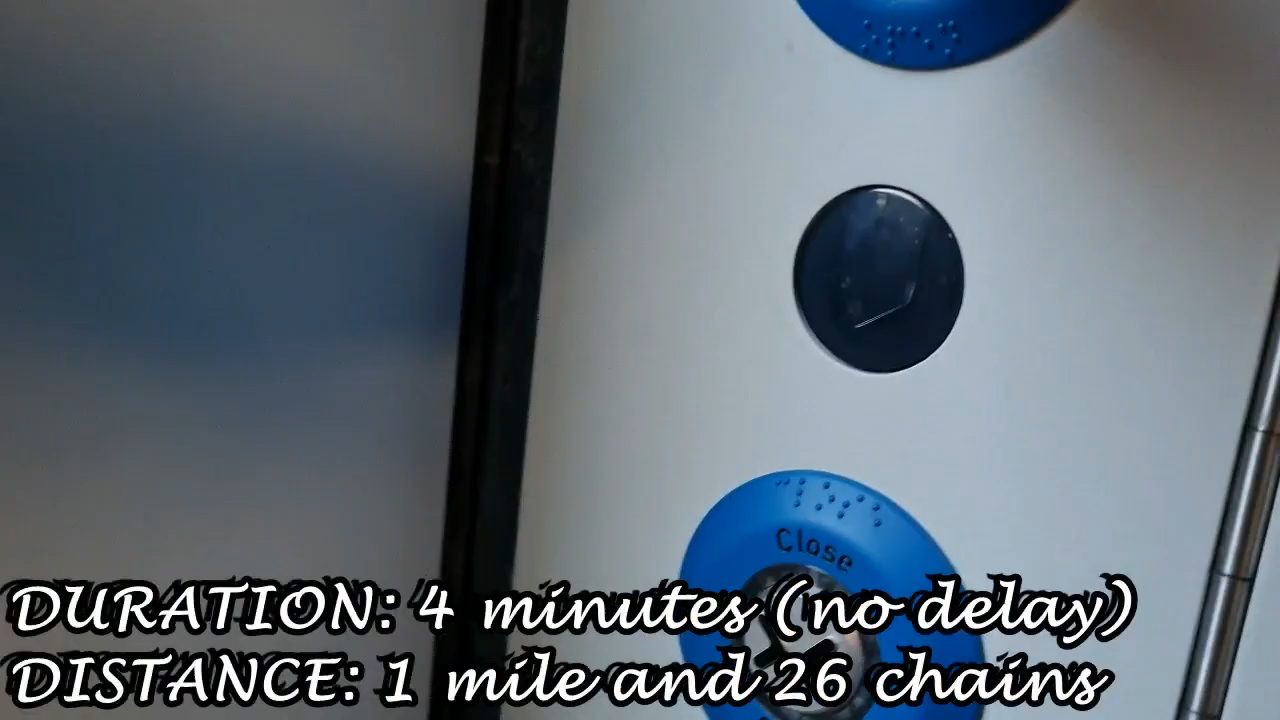 Close
DURATION: 4 minutes (no delay)
DISTANCE: 1 mile and 26 chains